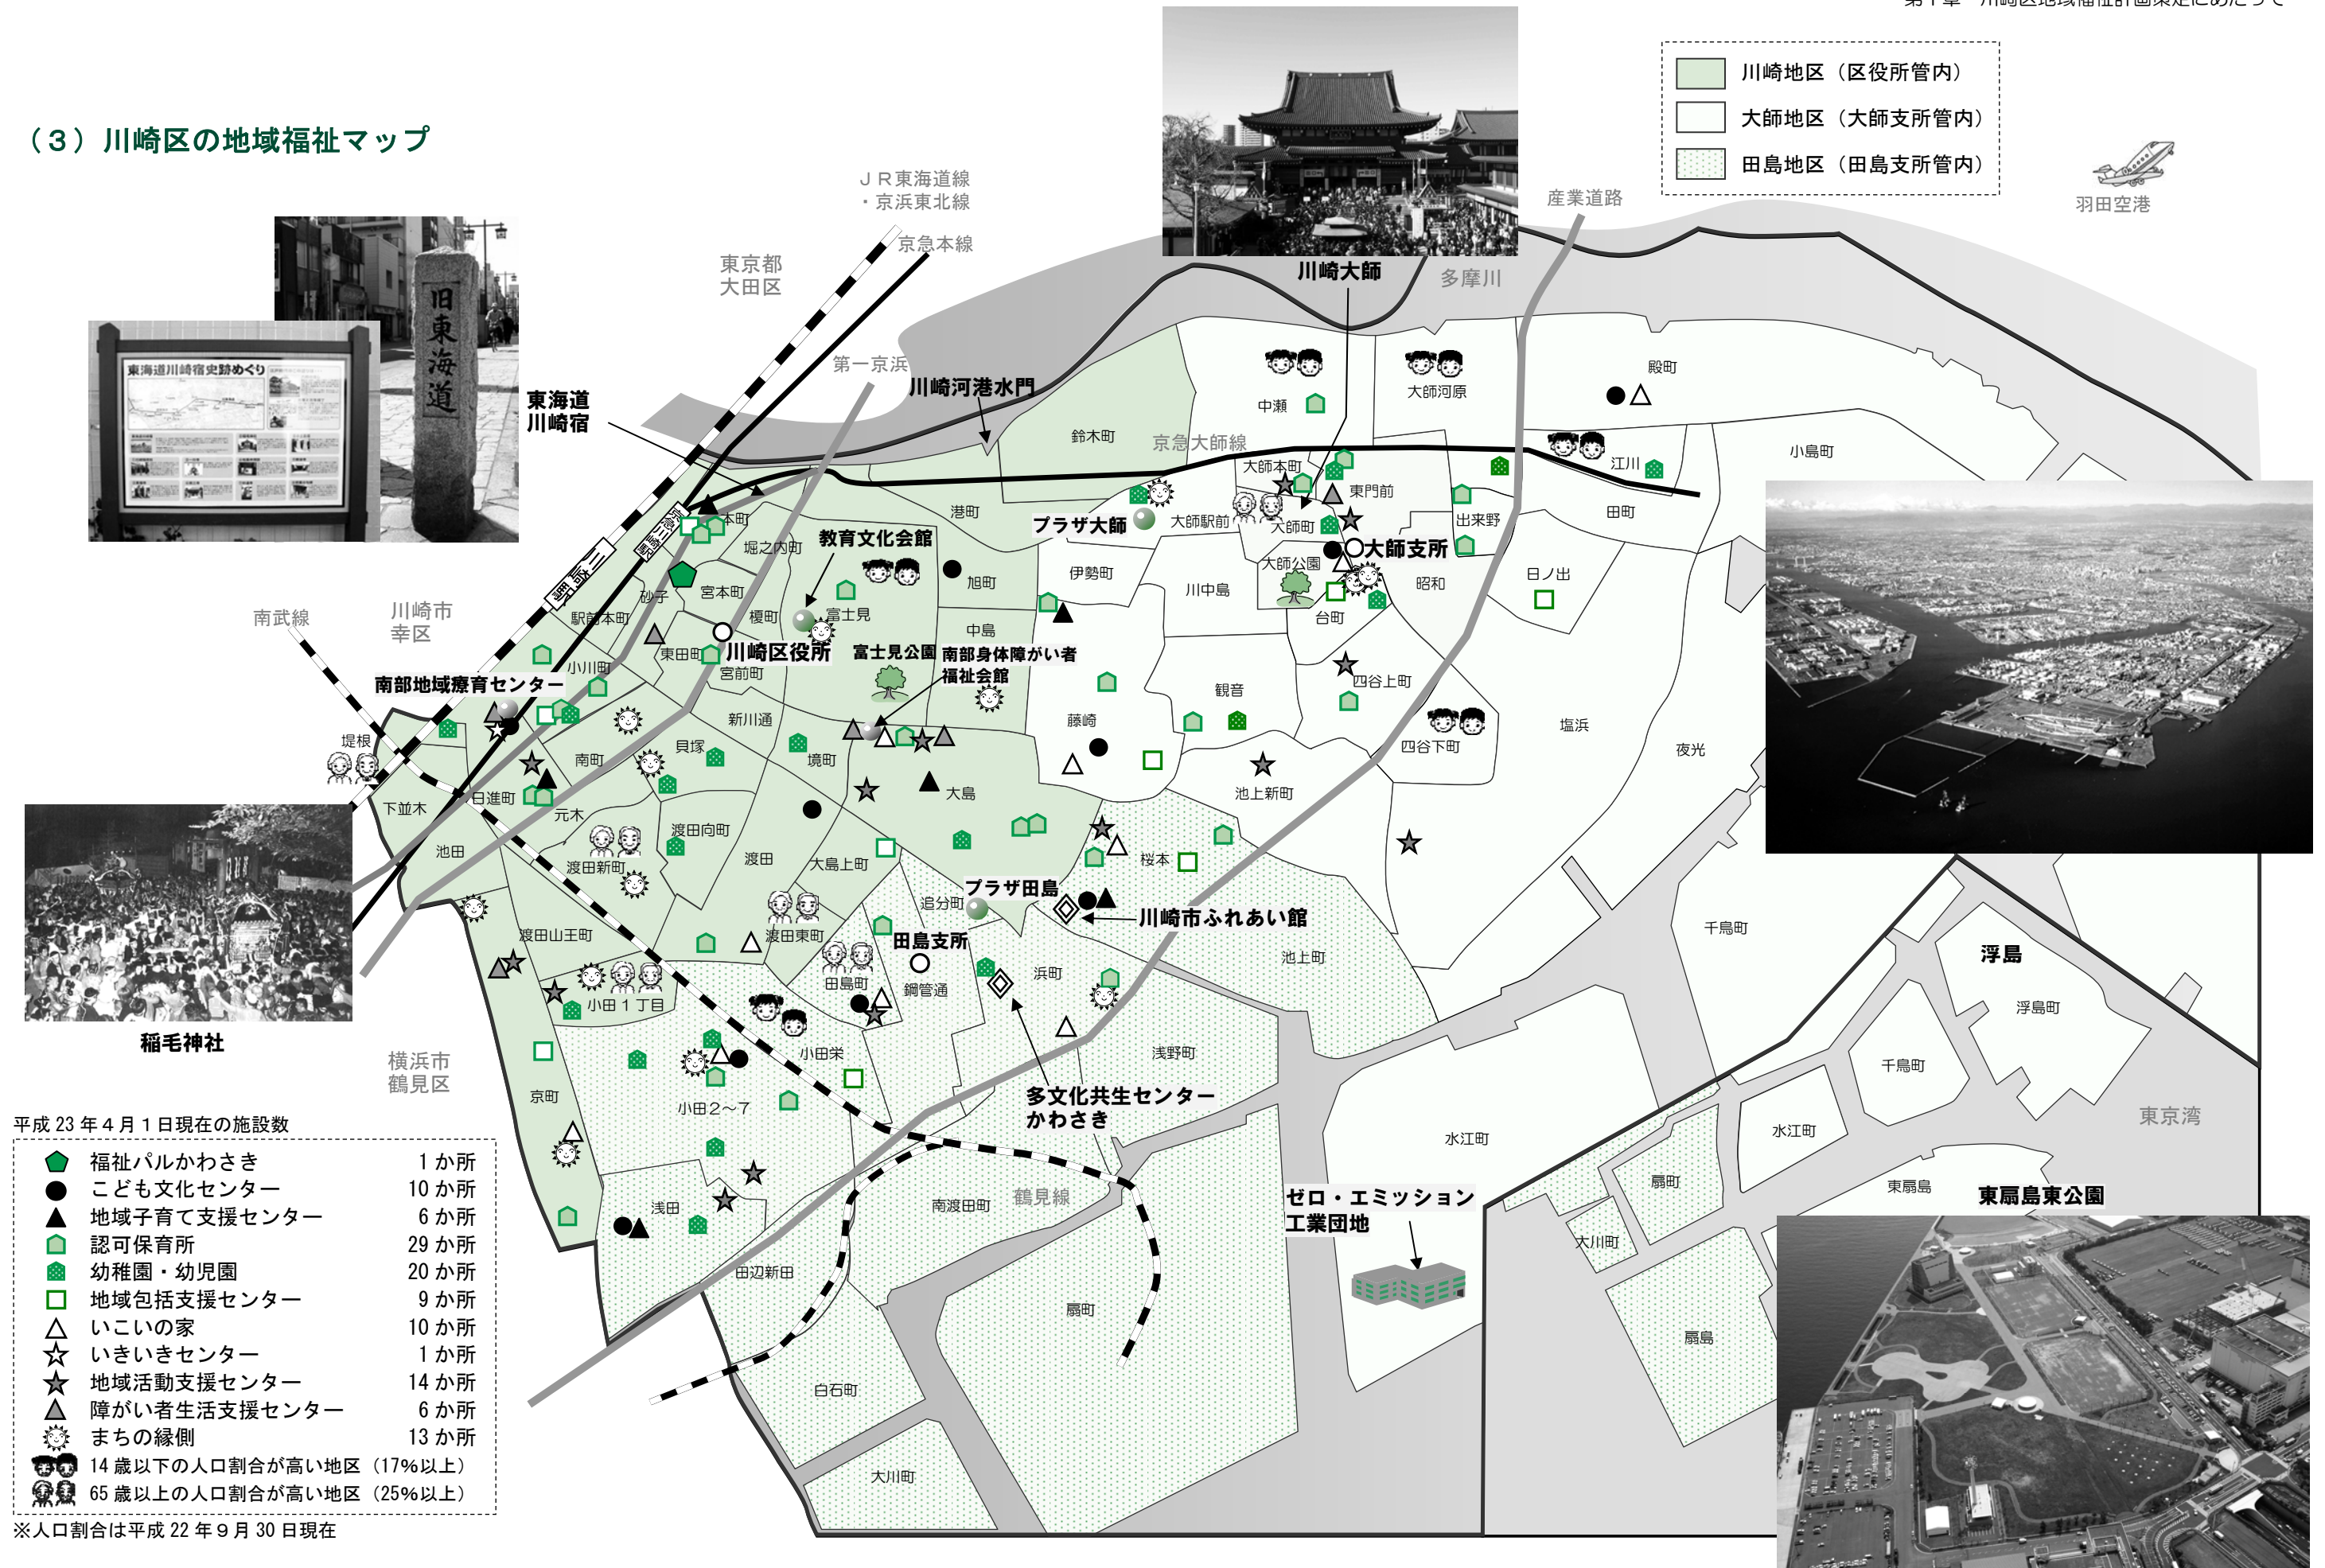 第１章　川崎区地域福祉計画策定にあたって
（３）川崎区の地域福祉マップ
川崎地区（区役所管内）
大師地区（大師支所管内）
田島地区（田島支所管内）
羽田空港
ＪＲ東海道線
・京浜東北線
京急本線
東京都
大田区
産業道路
川崎大師
多摩川
旧東海道
東海道川崎宿史跡めぐり
第一京浜
東海道
川崎宿
川崎河港水門
鈴木町
京急大師線
中瀬
大師河原
殿町
江川
小島町
大師本町
東門前
出来野
田町
港町
プラザ大師
大師駅前
大師町
大師支所
本町
京急川崎駅
川崎駅
堀之内町
教育文化会館
旭町
伊勢町
川中島
大師公園
昭和
日ノ出
台町
砂子
宮本町
榎町
富士見
駅前本町
中島
南武線
川崎市
幸区
東田町
川崎区役所
宮前町
富士見公園
南部身体障がい者
福祉会館
小川町
南部地域療育センター
四谷上町
観音
藤崎
新川通
塩浜
夜光
堤根
南町
貝塚
境町
四谷下町
池上新町
大島
下並木
日進町
元木
渡田向町
池田
渡田新町
渡田
大島上町
桜本
プラザ田島
追分町
川崎市ふれあい館
渡田山王町
渡田東町
田島支所
池上町
千鳥町
浮島
浜町
田島町
鋼管通
小田１丁目
浮島町
稲毛神社
横浜市
鶴見区
小田栄
浅野町
千鳥町
京町
小田２～７
多文化共生センター
かわさき
水江町
水江町
東京湾
扇町
東扇島
東扇島東公園
浅田
南渡田町
鶴見線
ゼロ・エミッション
工業団地
大川町
田辺新田
扇町
扇島
白石町
大川町
平成 23 年４月１日現在の施設数
福祉パルかわさき　1 か所
こども文化センター　10 か所
地域子育て支援センター　6 か所
認可保育所　29 か所
幼稚園・幼児園　20 か所
地域包括支援センター　9 か所
いこいの家　10 か所
いきいきセンター　1 か所
地域活動支援センター　14 か所
障がい者生活支援センター　6 か所
まちの縁側　13 か所
14 歳以下の人口割合が高い地区（17％以上）
65 歳以上の人口割合が高い地区（25％以上）
※人口割合は平成 22 年９月 30 日現在